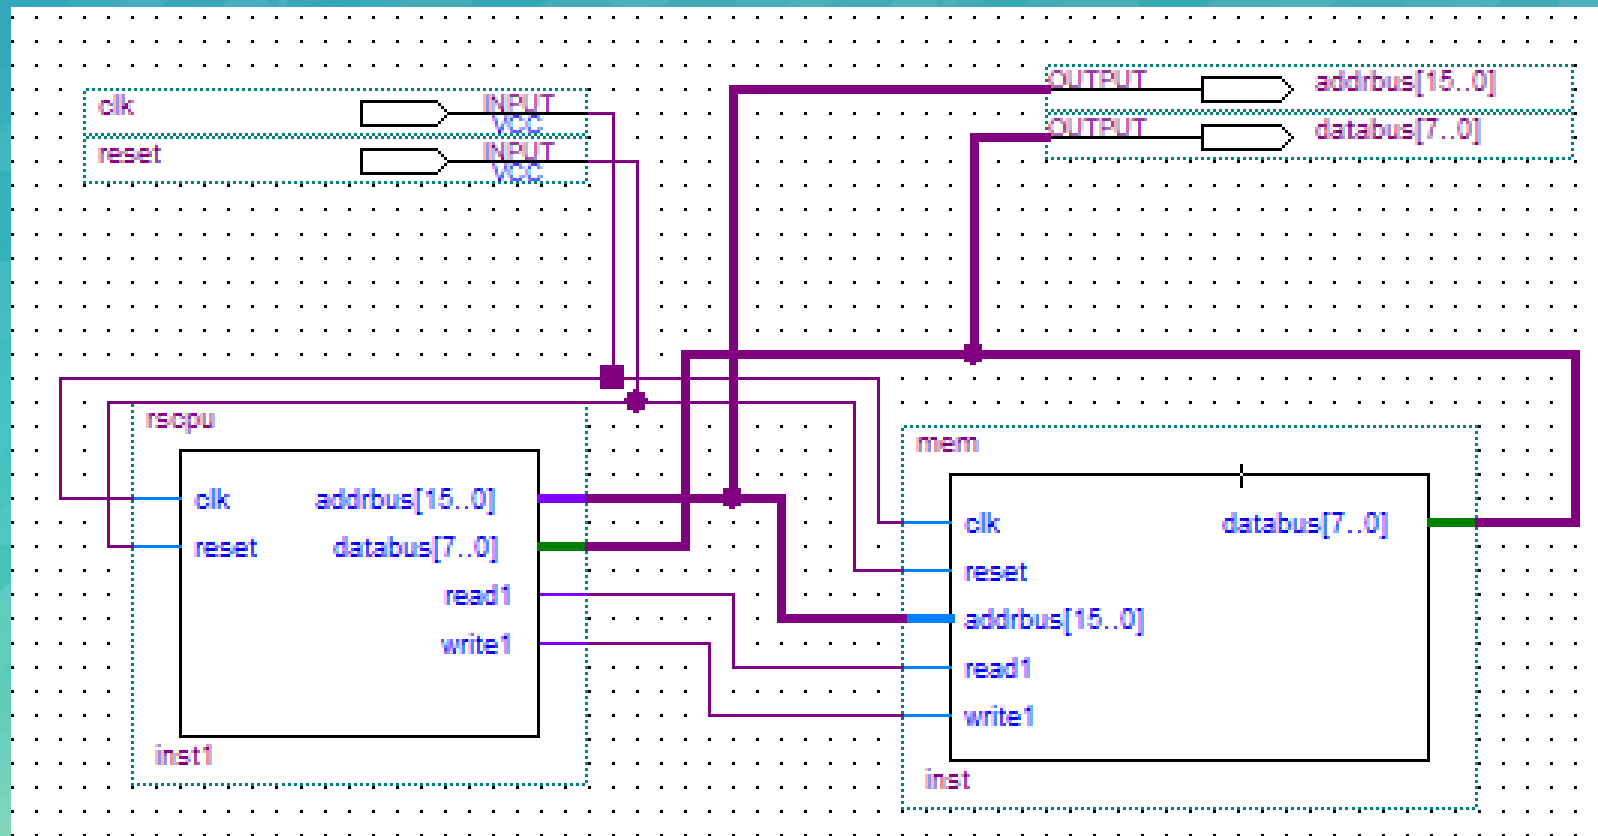 clk
INPUT
VCC
reset
INPUT
VCC
OUTPUT
addrbus[15..0]
OUTPUT
databus[7..0]
rscpu
clk
addrbus[15..0]
reset
databus[7..0]
read1
write1
inst1
mem
clk
databus[7..0]
reset
addrbus[15..0]
read1
write1
inst